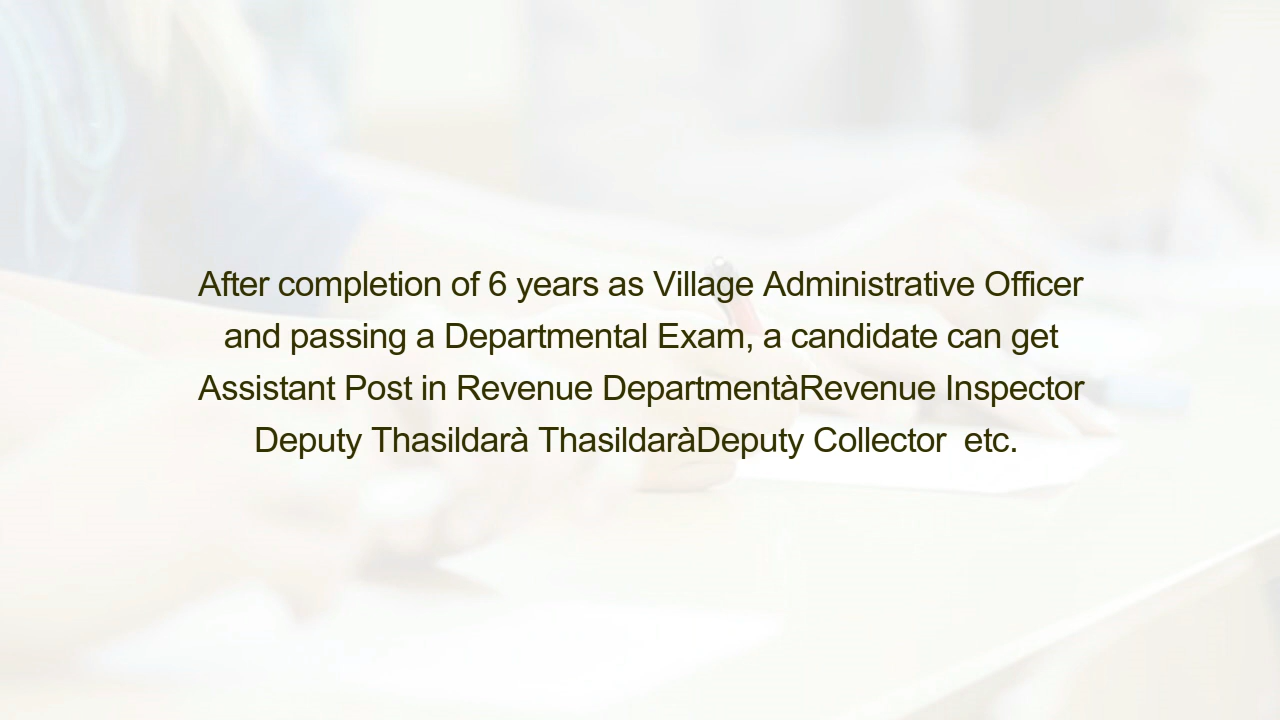 After completion of 6 years as Village Administrative Officer
and passing a Departmental Exam, a candidate can get
Assistant Post in Revenue DepartmentàRevenue Inspector
Deputy Thasildarà ThasildaràDeputy Collector  etc.